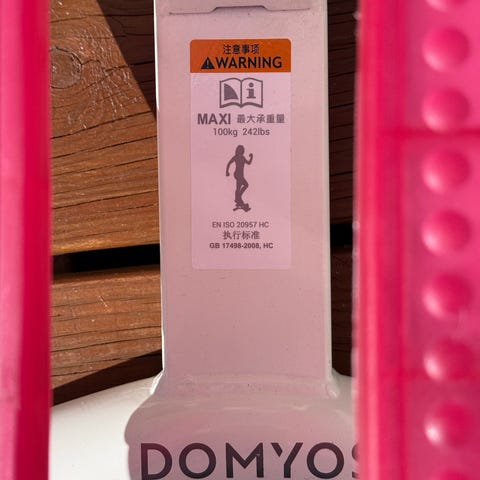 注意事项
WARNING
MAXI 最大承重量
100kg 242lbs
EN ISO 20957 HC
执行标准
GB 17498-2008, HC
DOMYOS